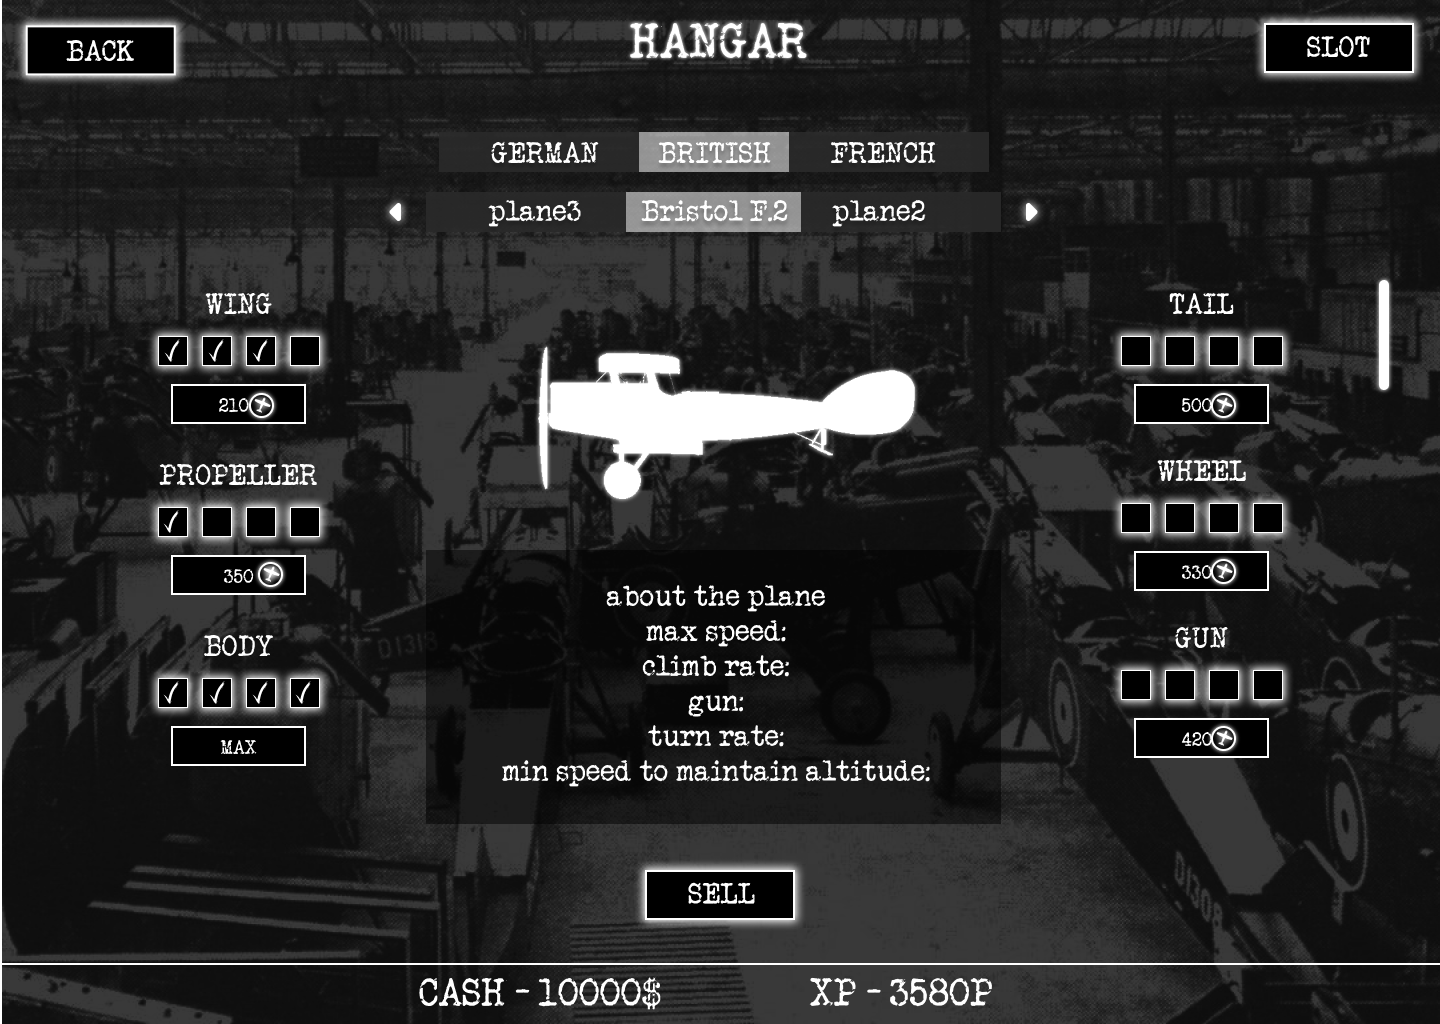 BACK
HANGAR
SLOT
GERMAN
BRITISH
FRENCH
plane3
Bristol F.2
plane2
WING
210
PROPELLER
350
BODY
MAX
TAIL
500
WHEEL
330
GUN
420
about the plane
max speed:
climb rate:
gun:
turn rate:
min speed to maintain altitude:
D1318
D1308
SELL
CASH - 10000$
XP - 3580P